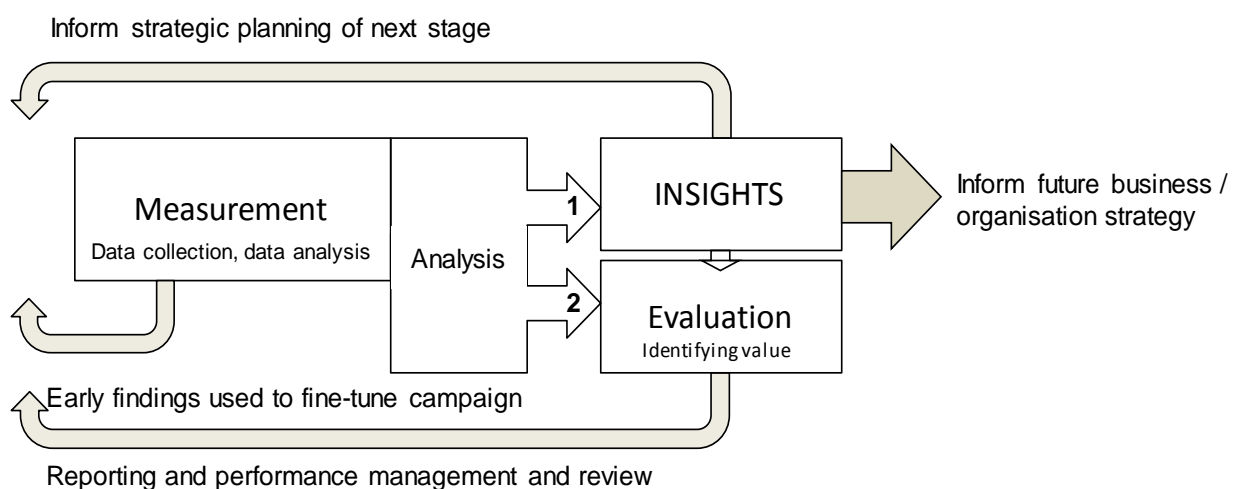 Inform strategic planning of next stage
Measurement
Data collection, data analysis
Analysis
1
2
INSIGHTS
Evaluation
Identifying value
Inform future business /
organisation strategy
Early findings used to fine-tune campaign
Reporting and performance management and review